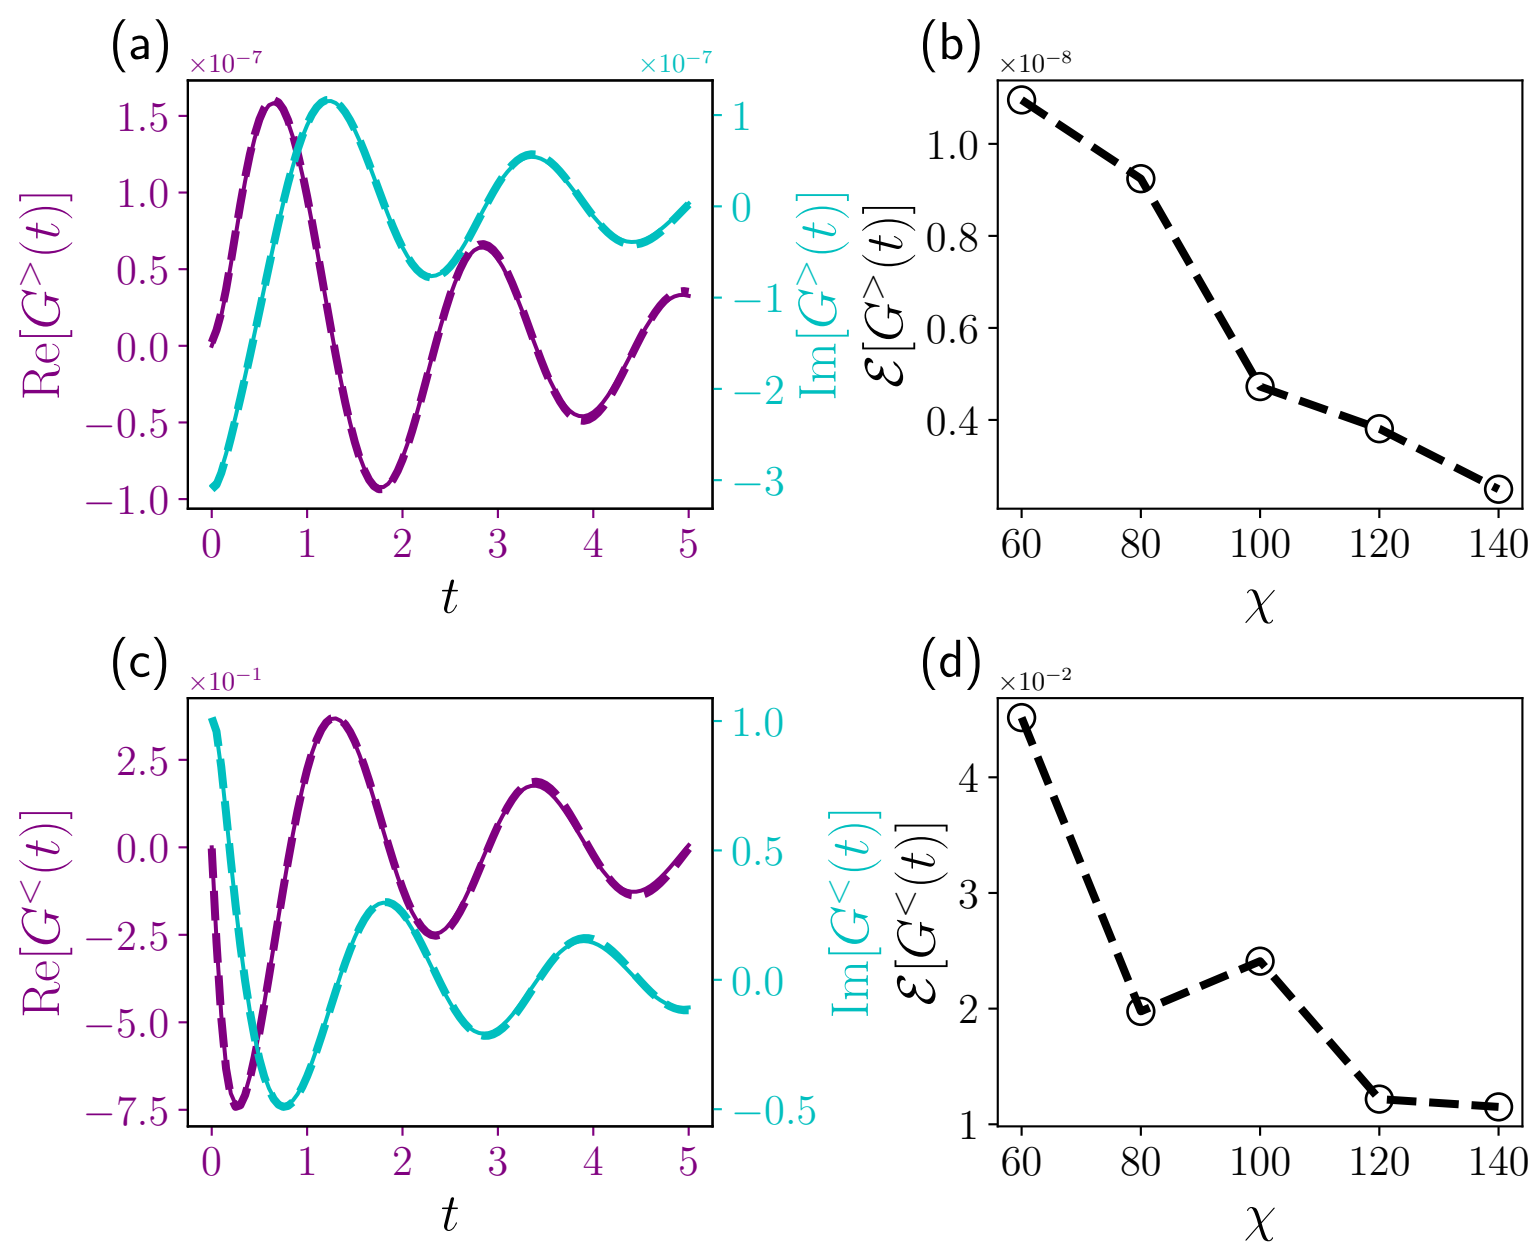 (a)
×10⁻⁷
×10⁻⁷
1.5
1.0
0.5
0.0
−0.5
−1.0
Re[G^>(t)]
1
0
−1
−2
−3
Im[G^>(t)]
0 1 2 3 4 5
t
(b)
×10⁻⁸
1.0
0.8
0.6
0.4
ℰ[G^>(t)]
60 80 100 120 140
χ
(c)
×10⁻¹
2.5
0.0
−2.5
−5.0
−7.5
Re[G^<(t)]
1.0
0.5
0.0
−0.5
Im[G^<(t)]
0 1 2 3 4 5
t
(d)
×10⁻²
4
3
2
1
ℰ[G^<(t)]
60 80 100 120 140
χ